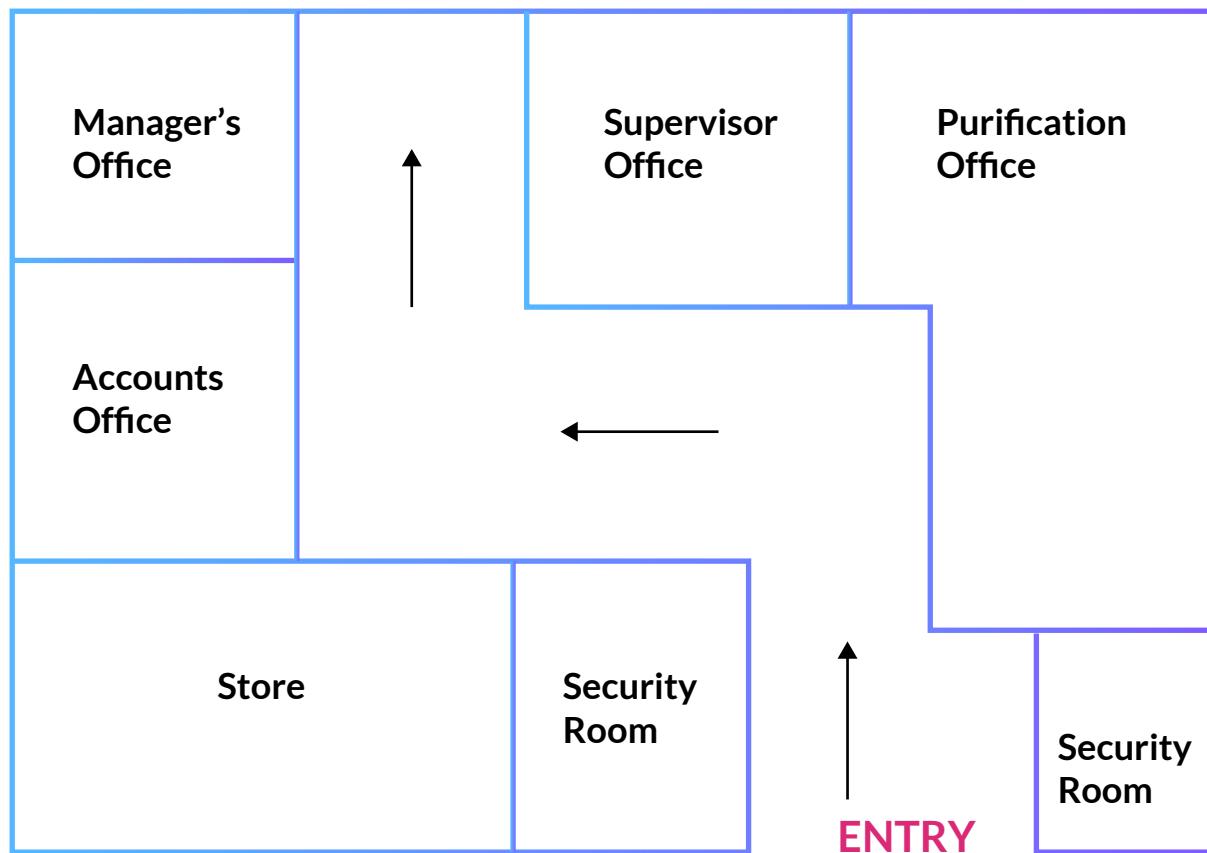 Manager’s
Office
Supervisor
Office
Purification
Office
Accounts
Office
Store
Security
Room
Security
Room
ENTRY